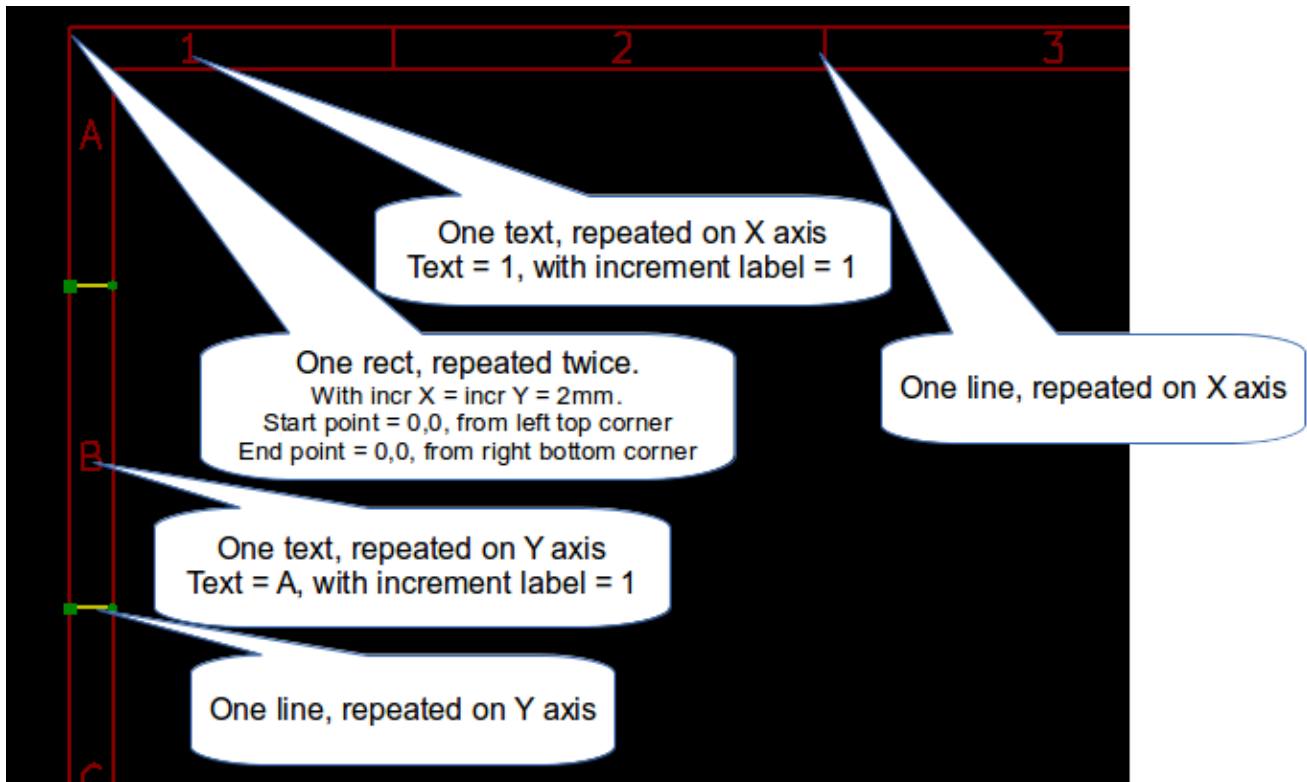 1 2 3
A
One text, repeated on X axis
Text = 1, with increment label = 1
One rect, repeated twice.
With incr X = incr Y = 2mm.
Start point = 0,0, from left top corner
End point = 0,0, from right bottom corner
One line, repeated on X axis
B
One text, repeated on Y axis
Text = A, with increment label = 1
One line, repeated on Y axis
C